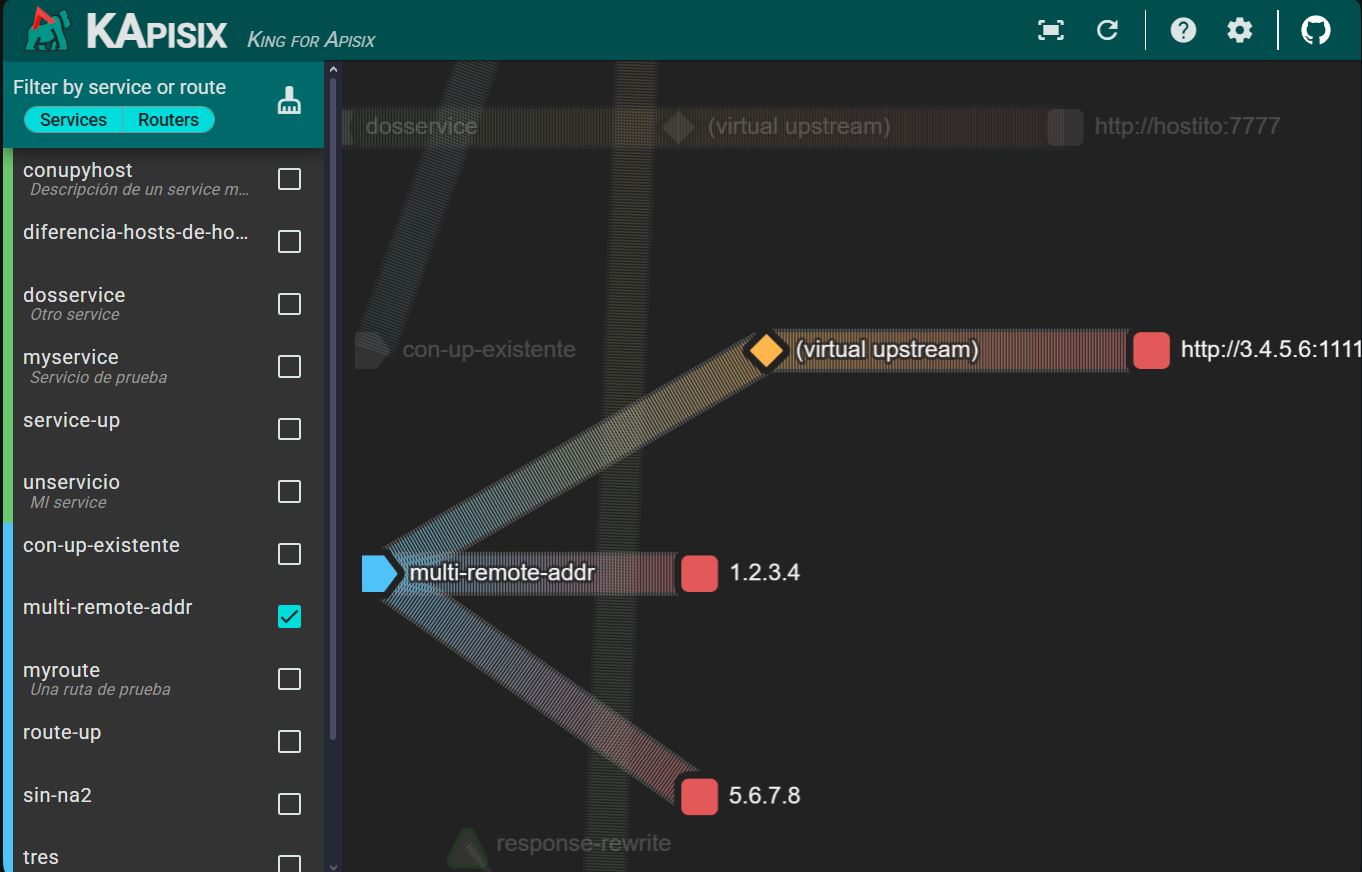 KAPISIX KING FOR APISIX
Filter by service or route
Services Routers
conupyhost
Descripción de un service m...
diferencia-hosts-de-ho...
dosservice
Otro service
myservice
Servicio de prueba
service-up
unservicio
MI service
con-up-existente
multi-remote-addr
myroute
Una ruta de prueba
route-up
sin-na2
tres
dosservice (virtual upstream) http://hostito:7777
con-up-existente (virtual upstream) http://3.4.5.6:1111
multi-remote-addr 1.2.3.4
5.6.7.8
response-rewrite